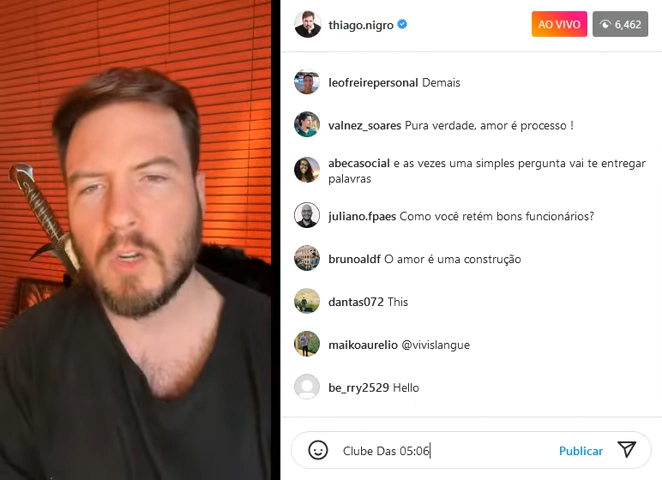 thiago.nigro
AO VIVO
6,462
leofreirepersonal Demais
valnez_soares Pura verdade, amor é processo !
abecasocial e as vezes uma simples pergunta vai te entregar
palavras
juliano.fpaes Como você retém bons funcionários?
brunoaldf O amor é uma construção
dantas072 This
maikoaurelio @vivislangue
be_rry2529 Hello
Clube Das 05:06
Publicar